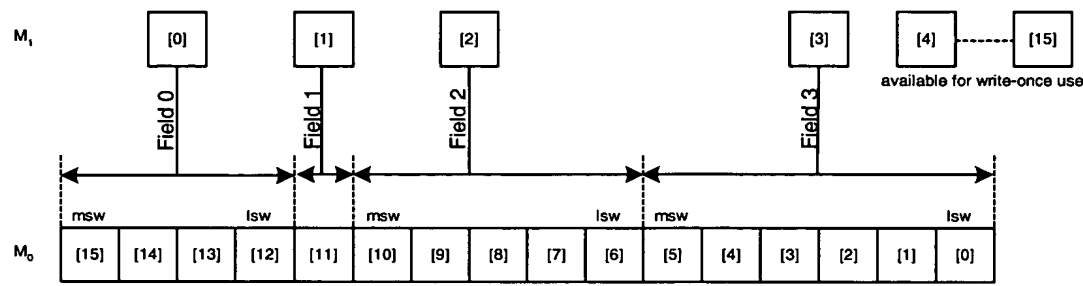 M₁ [0] [1] [2] [3] [4] [15]
available for write-once use
Field 0 Field 1 Field 2 Field 3
msw lsw msw lsw msw lsw
M₀ [15] [14] [13] [12] [11] [10] [9] [8] [7] [6] [5] [4] [3] [2] [1] [0]